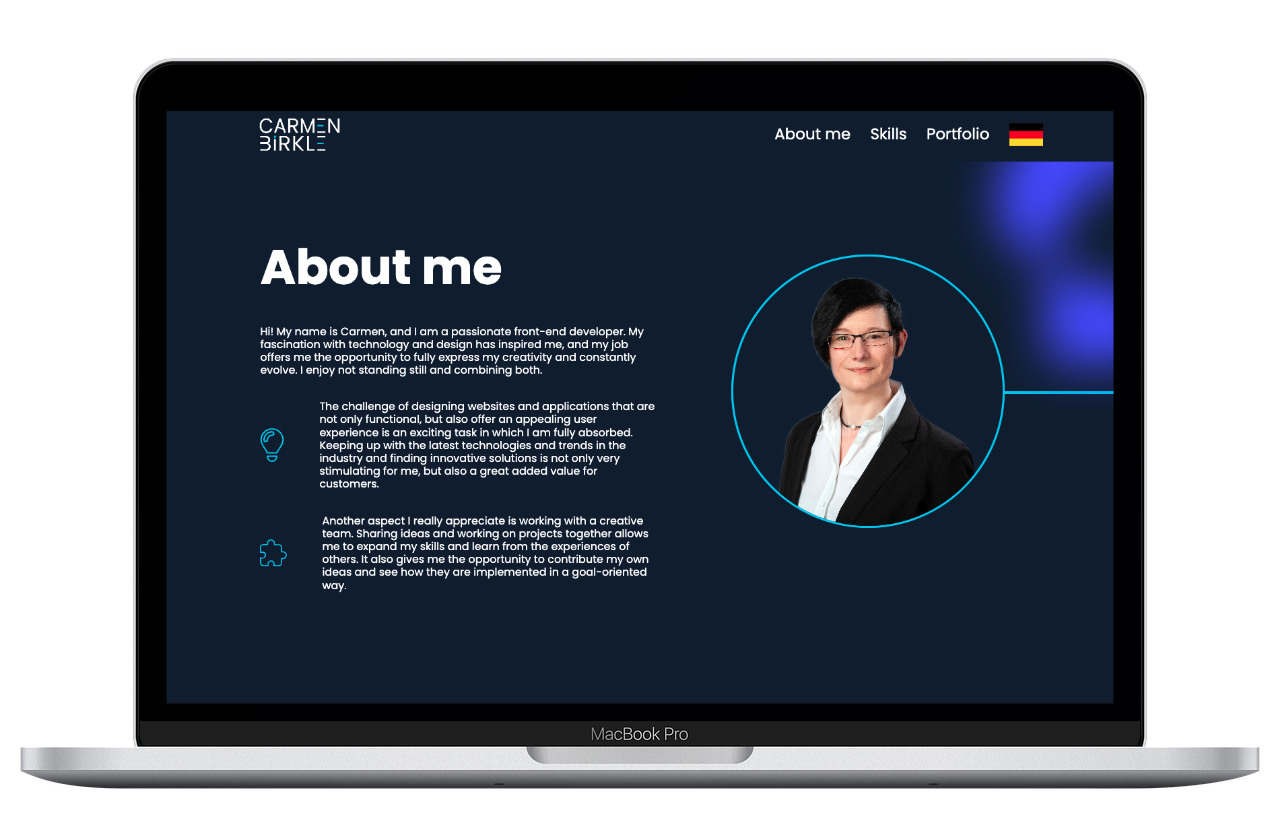 CARMEN
BiRKLE
About me Skills Portfolio
About me
Hi! My name is Carmen, and I am a passionate front-end developer. My
fascination with technology and design has inspired me, and my job
offers me the opportunity to fully express my creativity and constantly
evolve. I enjoy not standing still and combining both.
The challenge of designing websites and applications that are
not only functional, but also offer an appealing user
experience is an exciting task in which I am fully absorbed.
Keeping up with the latest technologies and trends in the
industry and finding innovative solutions is not only very
stimulating for me, but also a great added value for
customers.
Another aspect I really appreciate is working with a creative
team. Sharing ideas and working on projects together allows
me to expand my skills and learn from the experiences of
others. It also gives me the opportunity to contribute my own
ideas and see how they are implemented in a goal-oriented
way.
MacBook Pro